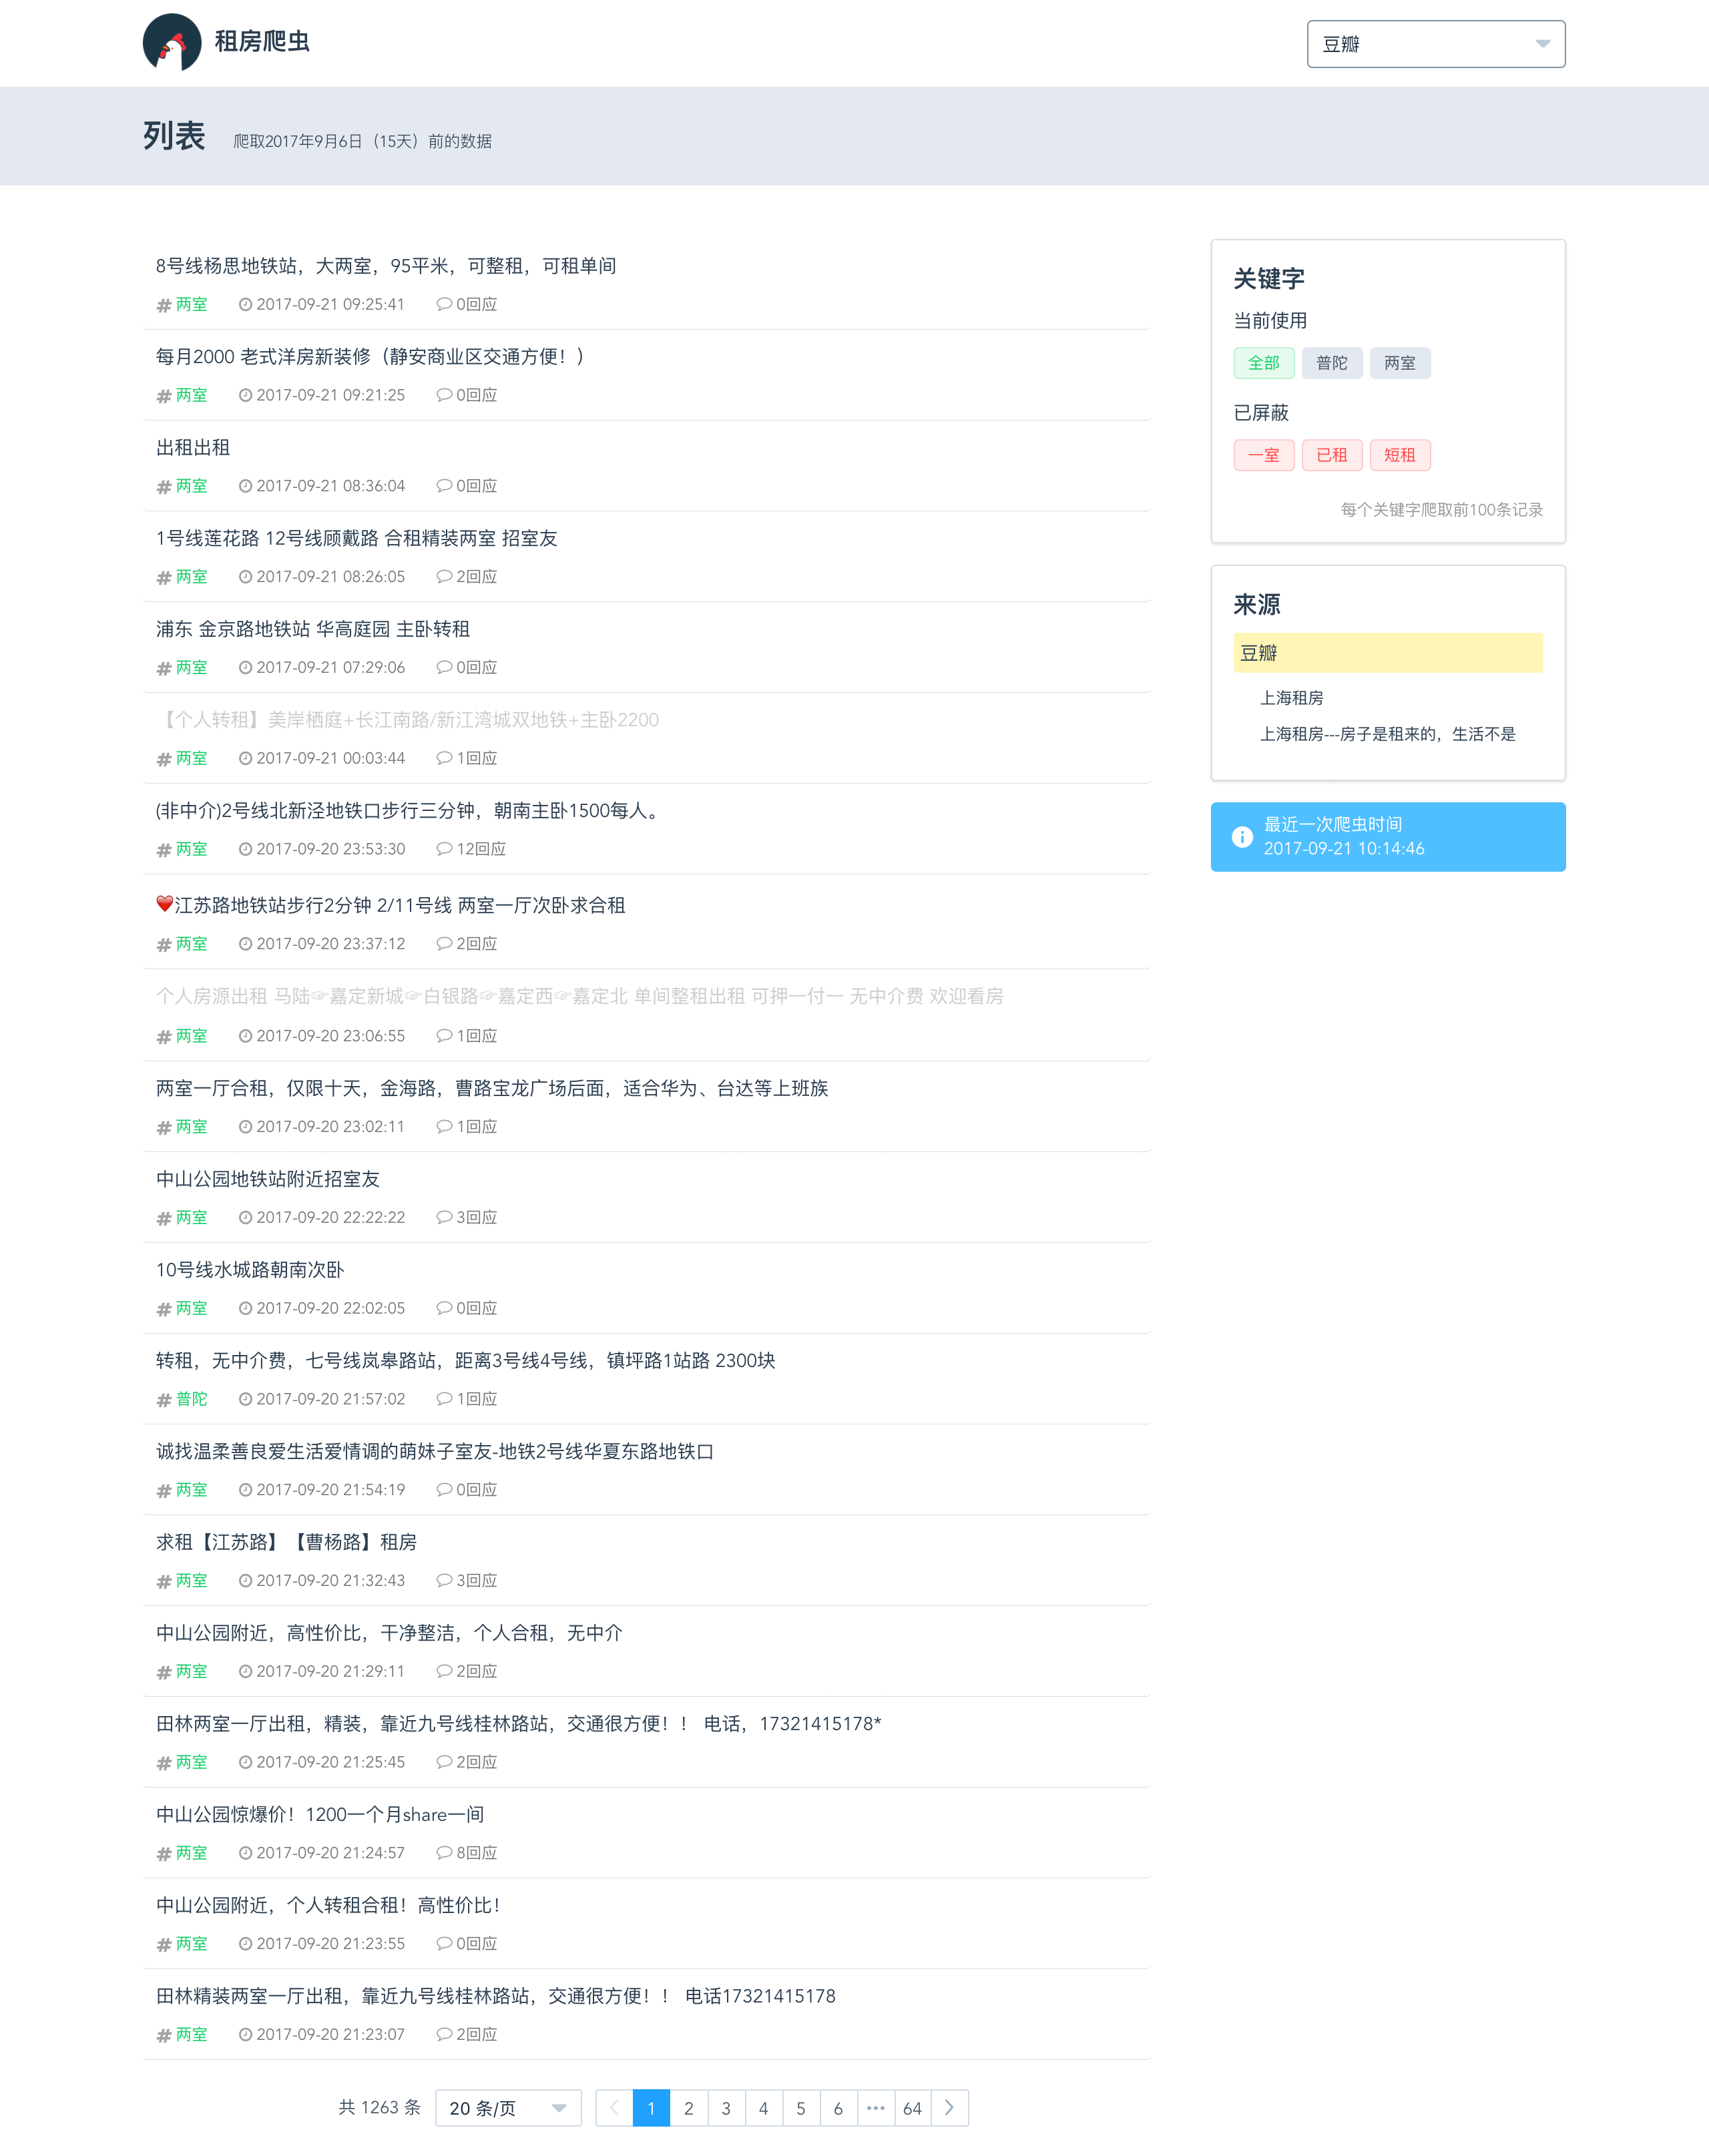 租房爬虫
豆瓣
列表 爬取2017年9月6日（15天）前的数据
8号线杨思地铁站，大两室，95平米，可整租，可租单间
# 两室 2017-09-21 09:25:41 0回应
每月2000 老式洋房新装修（静安商业区交通方便！）
# 两室 2017-09-21 09:21:25 0回应
出租出租
# 两室 2017-09-21 08:36:04 0回应
1号线莲花路 12号线顾戴路 合租精装两室 招室友
# 两室 2017-09-21 08:26:05 2回应
浦东 金京路地铁站 华高庭园 主卧转租
# 两室 2017-09-21 07:29:06 0回应
【个人转租】美岸栖庭+长江南路/新江湾城双地铁+主卧2200
# 两室 2017-09-21 00:03:44 1回应
(非中介)2号线北新泾地铁口步行三分钟，朝南主卧1500每人。
# 两室 2017-09-20 23:53:30 12回应
❤️江苏路地铁站步行2分钟 2/11号线 两室一厅次卧求合租
# 两室 2017-09-20 23:37:12 2回应
个人房源出租 马陆☞嘉定新城☞白银路☞嘉定西☞嘉定北 单间整租出租 可押一付一 无中介费 欢迎看房
# 两室 2017-09-20 23:06:55 1回应
两室一厅合租，仅限十天，金海路，曹路宝龙广场后面，适合华为、台达等上班族
# 两室 2017-09-20 23:02:11 1回应
中山公园地铁站附近招室友
# 两室 2017-09-20 22:22:22 3回应
10号线水城路朝南次卧
# 两室 2017-09-20 22:02:05 0回应
转租，无中介费，七号线岚皋路站，距离3号线4号线，镇坪路1站路 2300块
# 普陀 2017-09-20 21:57:02 1回应
诚找温柔善良爱生活爱情调的萌妹子室友-地铁2号线华夏东路地铁口
# 两室 2017-09-20 21:54:19 0回应
求租【江苏路】【曹杨路】租房
# 两室 2017-09-20 21:32:43 3回应
中山公园附近，高性价比，干净整洁，个人合租，无中介
# 两室 2017-09-20 21:29:11 2回应
田林两室一厅出租，精装，靠近九号线桂林路站，交通很方便！！ 电话，17321415178*
# 两室 2017-09-20 21:25:45 2回应
中山公园惊爆价！1200一个月share一间
# 两室 2017-09-20 21:24:57 8回应
中山公园附近，个人转租合租！高性价比！
# 两室 2017-09-20 21:23:55 0回应
田林精装两室一厅出租，靠近九号线桂林路站，交通很方便！！ 电话17321415178
# 两室 2017-09-20 21:23:07 2回应
共 1263 条 20 条/页 1 2 3 4 5 6 ••• 64
关键字
当前使用
全部 普陀 两室
已屏蔽
一室 已租 短租
每个关键字爬取前100条记录
来源
豆瓣
上海租房
上海租房---房子是租来的，生活不是
最近一次爬虫时间
2017-09-21 10:14:46